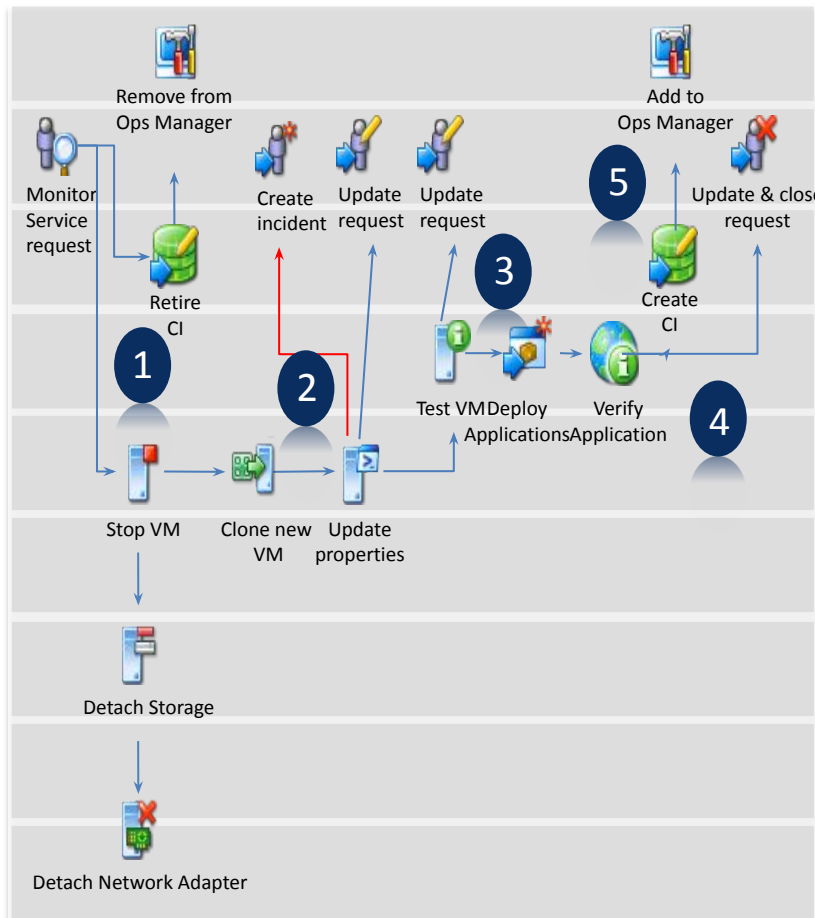 Remove from
Ops Manager
Add to
Ops Manager
Monitor
Service
request
Create
incident
Update
request
Update
request
5
Update & close
request
Retire
CI
3
Create
CI
1
2
Test VM
Deploy
Applications
Verify
Application
4
Stop VM
Clone new
VM
Update
properties
Detach Storage
Detach Network Adapter